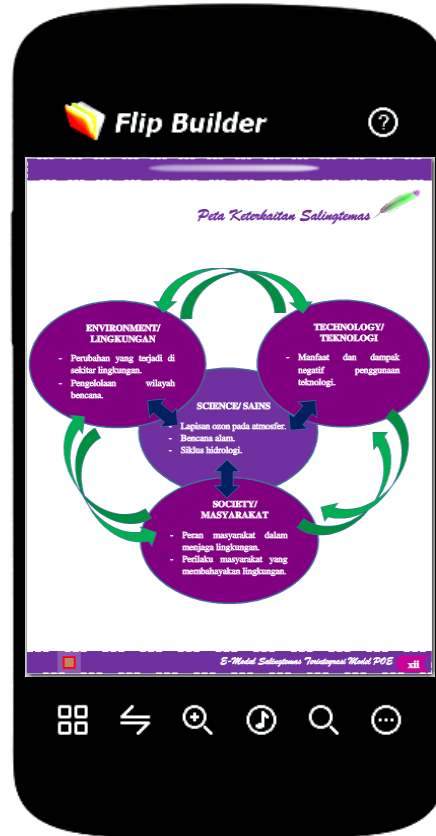 Flip Builder
Peta Keterkaitan Salingtemas
ENVIRONMENT/
LINGKUNGAN
- Perubahan yang terjadi di
sekitar lingkungan.
- Pengelolaan wilayah
bencana.
TECHNOLOGY/
TEKNOLOGI
- Manfaat dan dampak
negatif penggunaan
teknologi.
SCIENCE/ SAINS
- Lapisan ozon pada atmosfer.
- Bencana alam.
- Siklus hidrologi.
SOCIETY/
MASYARAKAT
- Peran masyarakat dalam
menjaga lingkungan.
- Perilaku masyarakat yang
membahayakan lingkungan.
E-Model Salingtemas Terintegrasi Model POE xii